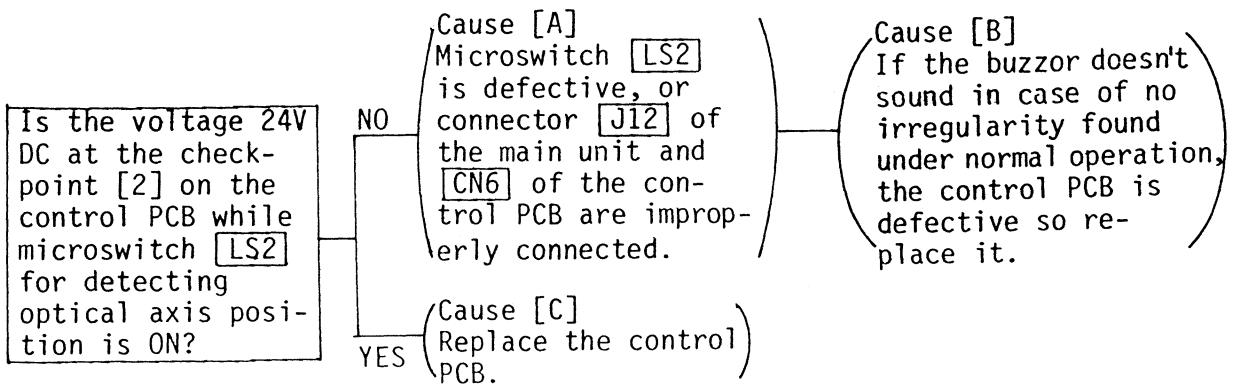 Is the voltage 24V
DC at the check-
point [2] on the
control PCB while
microswitch LS2
for detecting
optical axis posi-
tion is ON?
NO
Cause [A]
Microswitch LS2
is defective, or
connector J12 of
the main unit and
CN6 of the con-
trol PCB are improp-
erly connected.
Cause [B]
If the buzzor doesn't
sound in case of no
irregularity found
under normal operation,
the control PCB is
defective so re-
place it.
YES
Cause [C]
Replace the control
PCB.